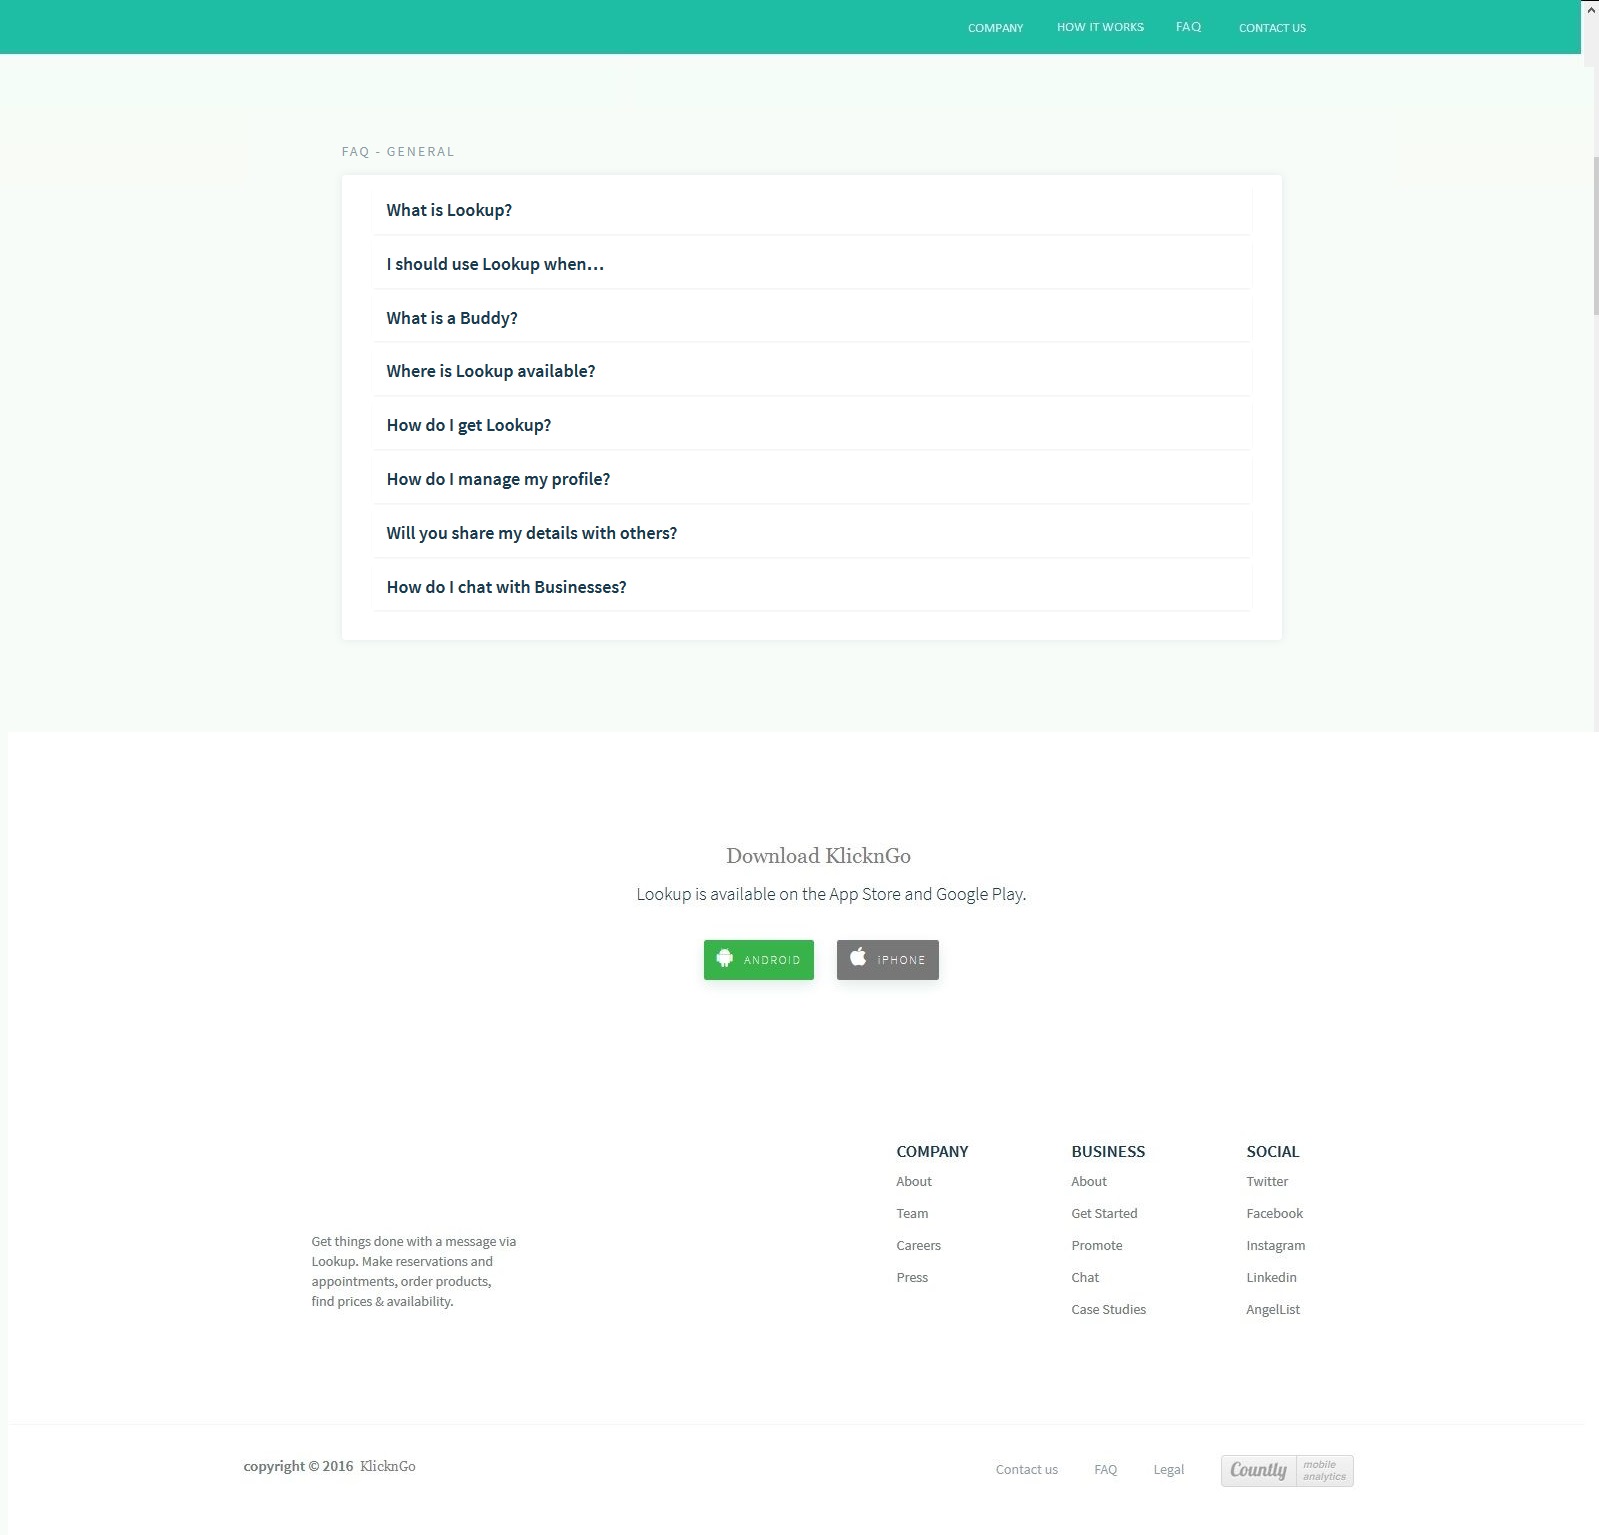 COMPANY HOW IT WORKS FAQ CONTACT US
FAQ - GENERAL
What is Lookup?
I should use Lookup when...
What is a Buddy?
Where is Lookup available?
How do I get Lookup?
How do I manage my profile?
Will you share my details with others?
How do I chat with Businesses?
Download KlicknGo
Lookup is available on the App Store and Google Play.
ANDROID iPHONE
Get things done with a message via
Lookup. Make reservations and
appointments, order products,
find prices & availability.
COMPANY
About
Team
Careers
Press
BUSINESS
About
Get Started
Promote
Chat
Case Studies
SOCIAL
Twitter
Facebook
Instagram
Linkedin
AngelList
copyright © 2016 KlicknGo
Contact us FAQ Legal
Countly mobile
analytics